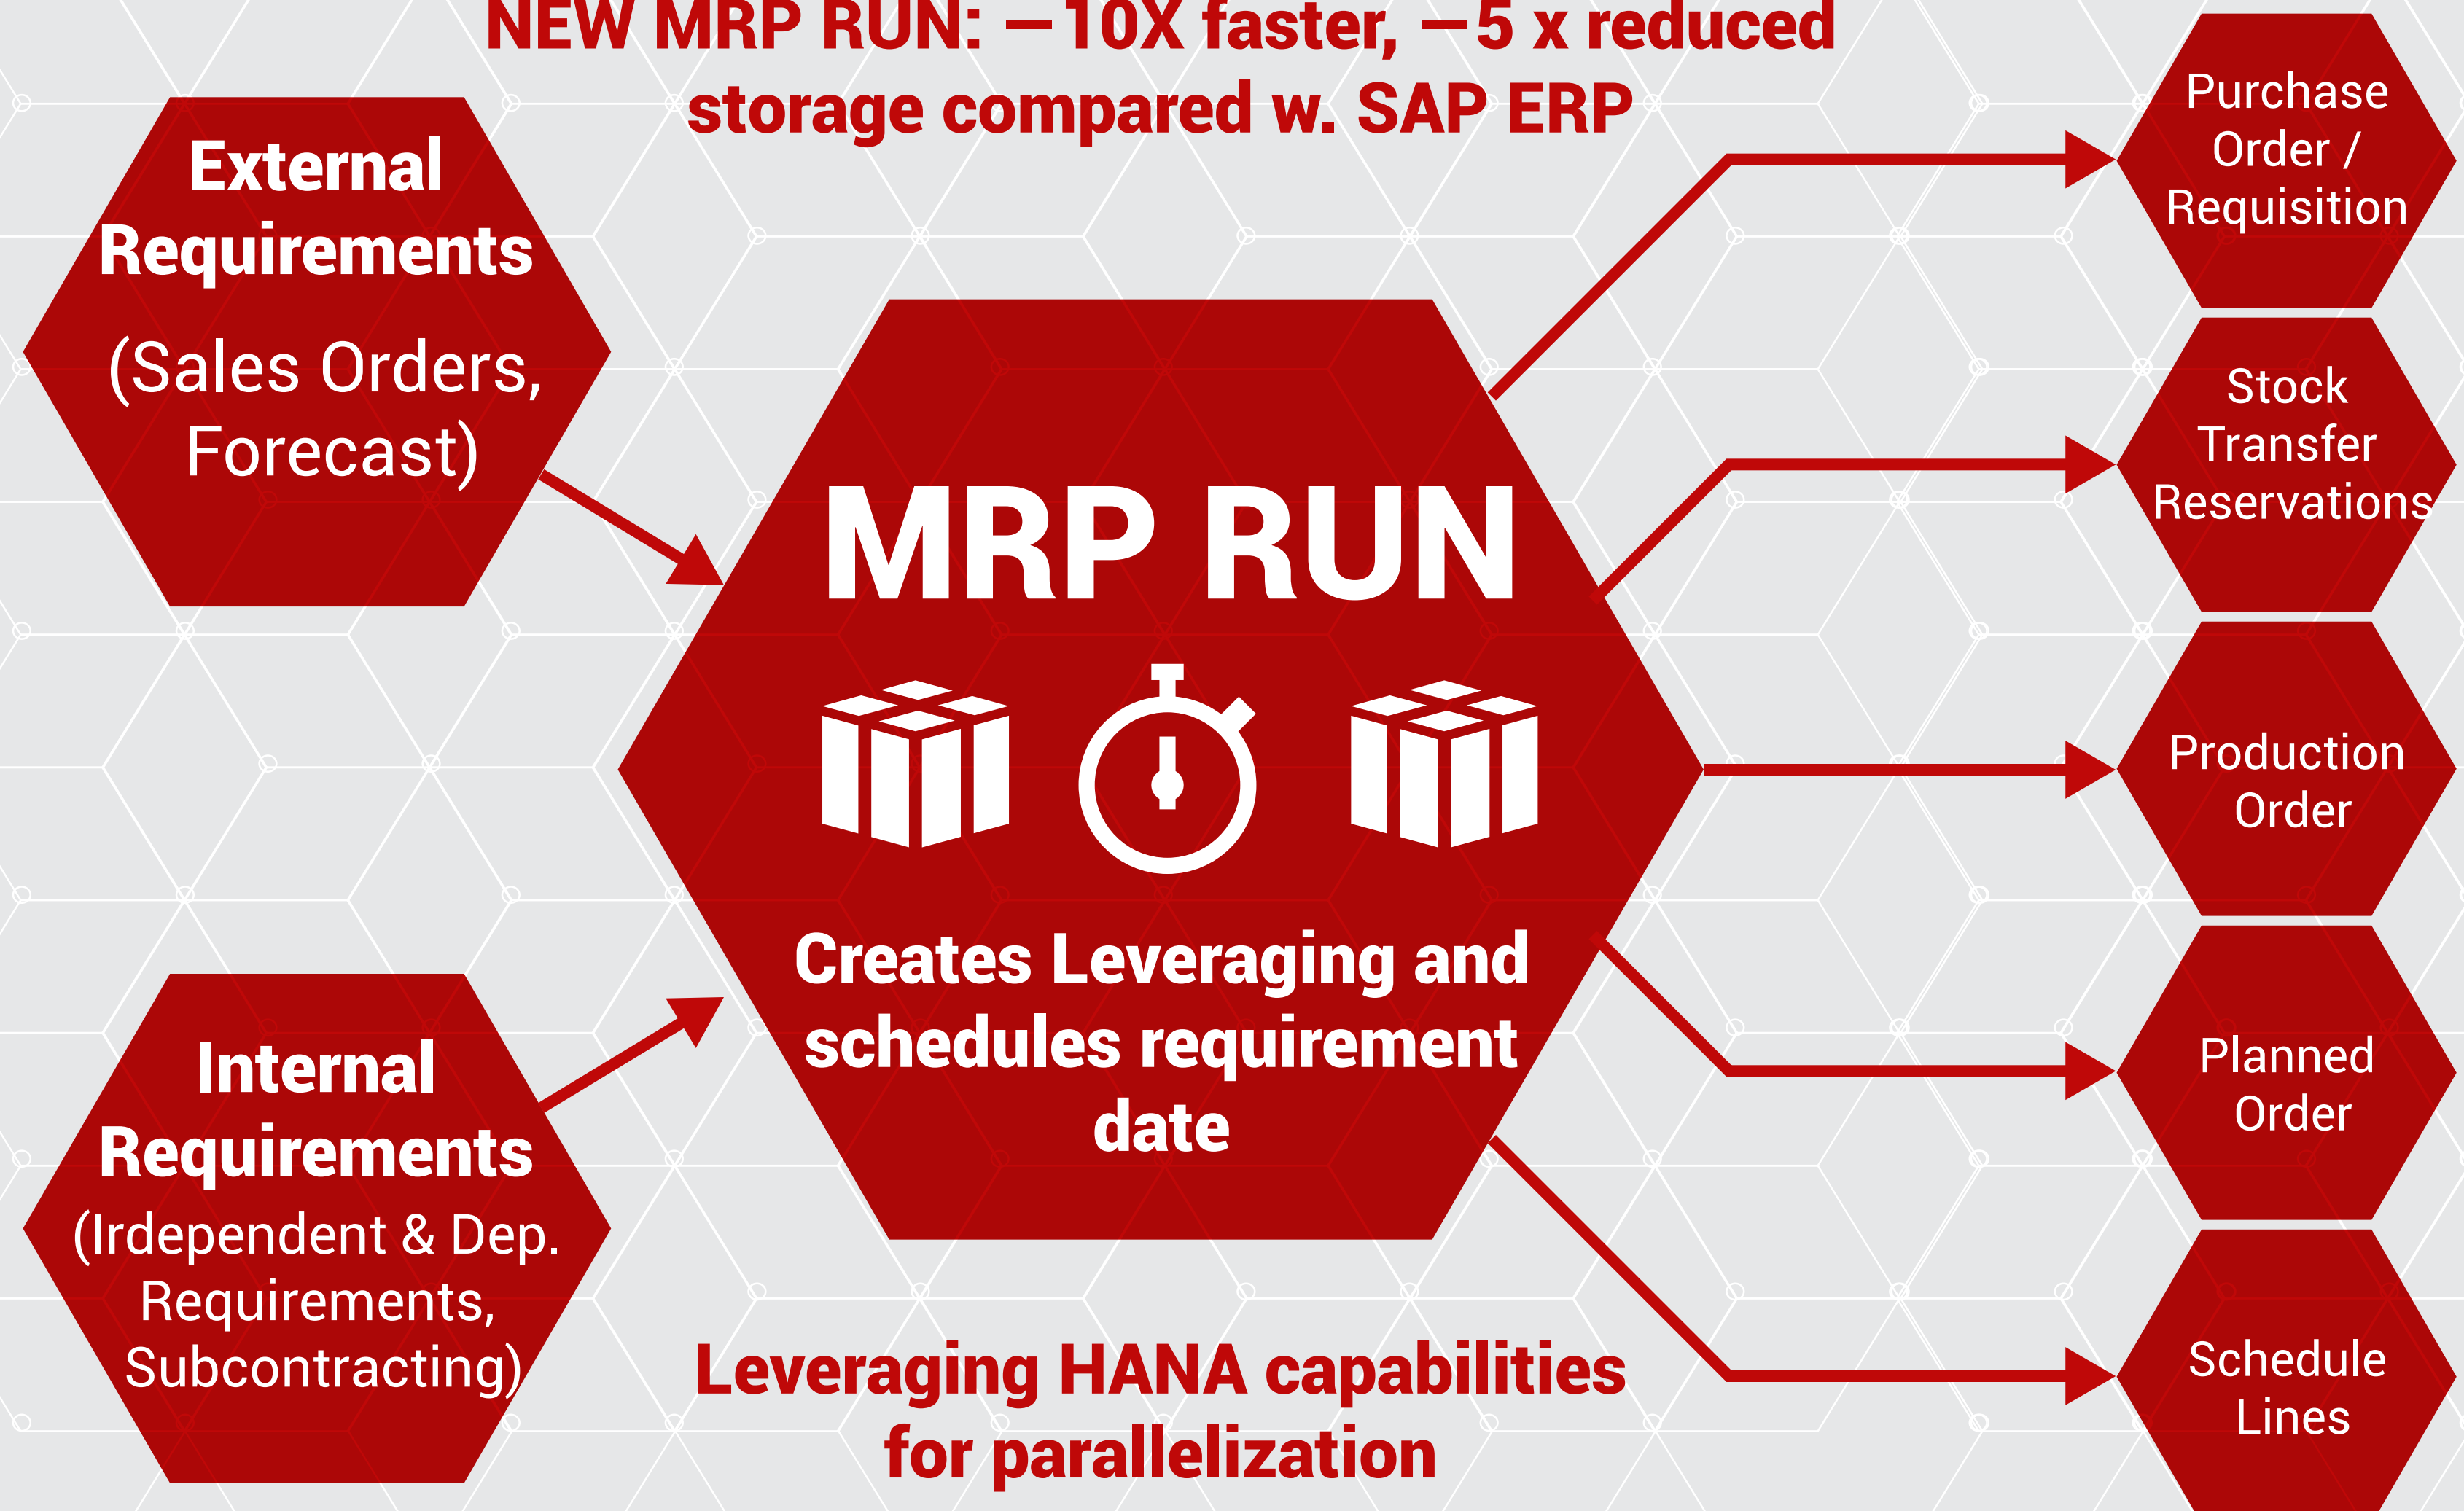 NEW MRP RUN: —10X faster, —5 x reduced
storage compared w. SAP ERP
External
Requirements
(Sales Orders,
Forecast)
Internal
Requirements
(Irdependent & Dep.
Requirements,
Subcontracting)
MRP RUN
Creates Leveraging and
schedules requirement
date
Leveraging HANA capabilities
for parallelization
Purchase
Order /
Requisition
Stock
Transfer
Reservations
Production
Order
Planned
Order
Schedule
Lines